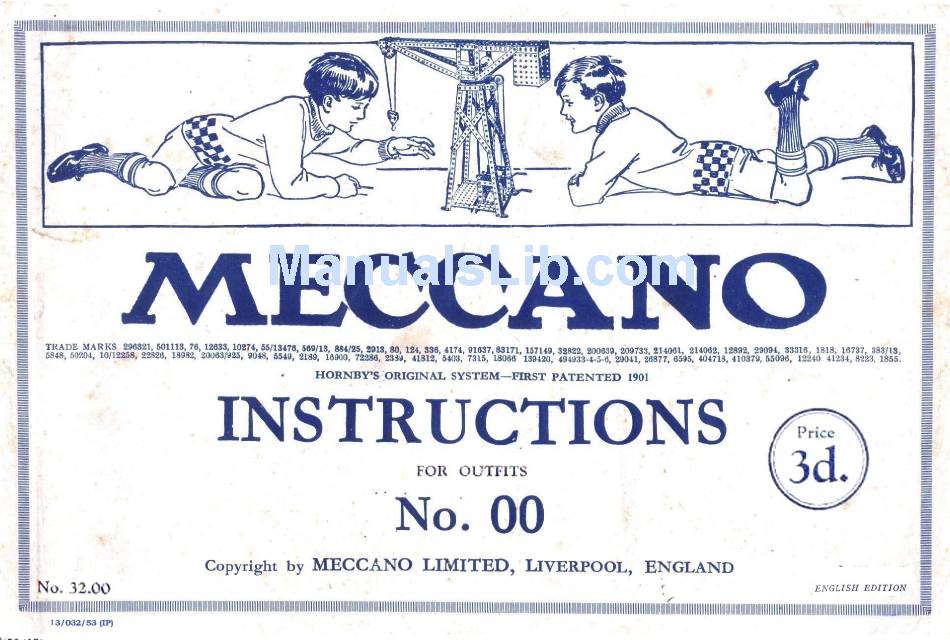 MECCANO
ManualsLib.com
TRADE MARKS. 296321, 501113, 76, 12633, 10274, 55/13476, 569/13, 884/25, 2913, 80, 124, 336, 4174, 91637, 83171, 157149, 32822, 200639, 209733, 214061, 214062, 12892, 29094, 33316, 1818, 16737, 383/13,
5848, 50204, 10/12258, 22826, 18982, 20063/925, 9048, 5549, 2189, 16900, 72286, 2389, 41812, 5403, 7315, 18066 139420, 494933-4-5-6, 29041, 26877, 6595, 404718, 410379, 55096, 12240 41234, 8223, 1855.
HORNBY'S ORIGINAL SYSTEM—FIRST PATENTED 1901
INSTRUCTIONS
Price
3d.
FOR OUTFITS
No. 00
Copyright by MECCANO LIMITED, LIVERPOOL, ENGLAND
No. 32.00
ENGLISH EDITION
13/032/53 (IP)